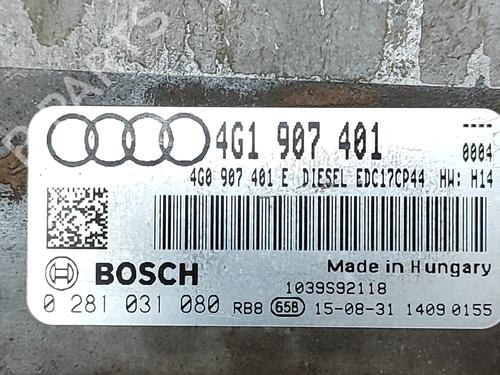 4G1 907 401
----
0004
4G0 907 401 E DIESEL EDC17CP44 HW: H14
BOSCH
Made in Hungary
1039S92118
0 281 031 080 RB8 65B 15-08-31 1409 0155